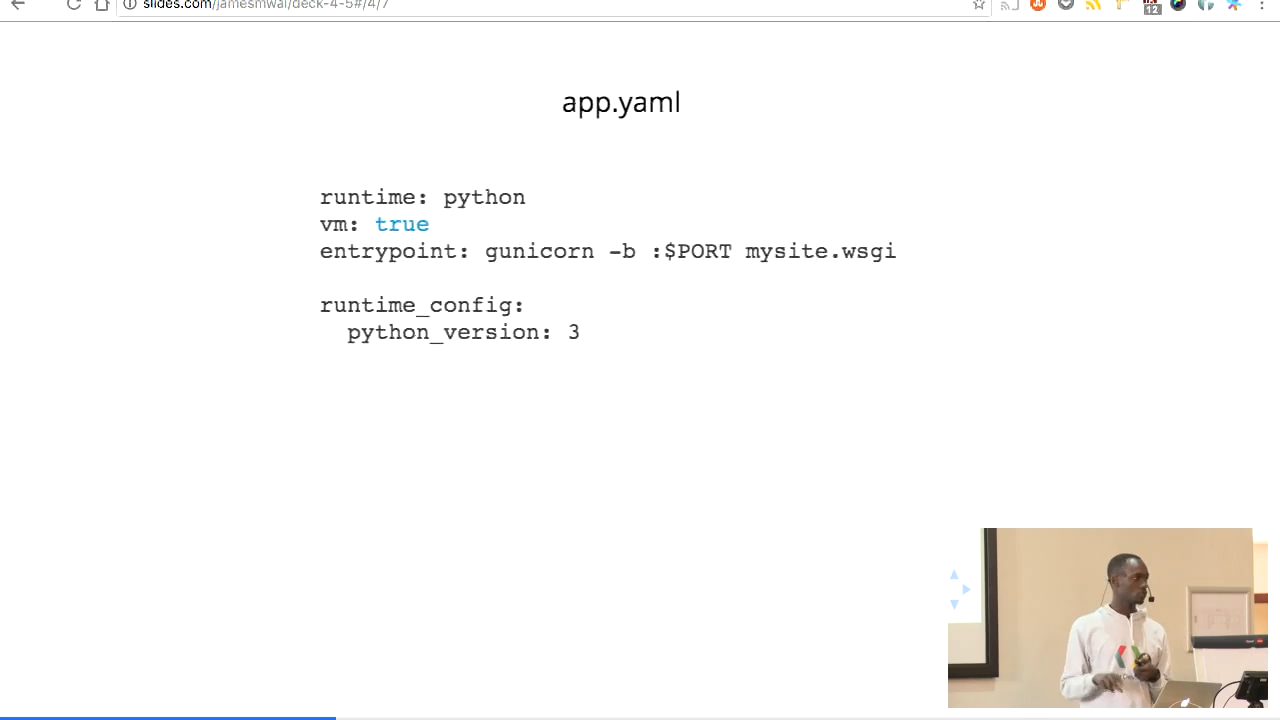 slides.com/jamesmwai/deck-4-5#/4/7
12
app.yaml
runtime: python
vm: true
entrypoint: gunicorn -b :$PORT mysite.wsgi
runtime_config:
python_version: 3